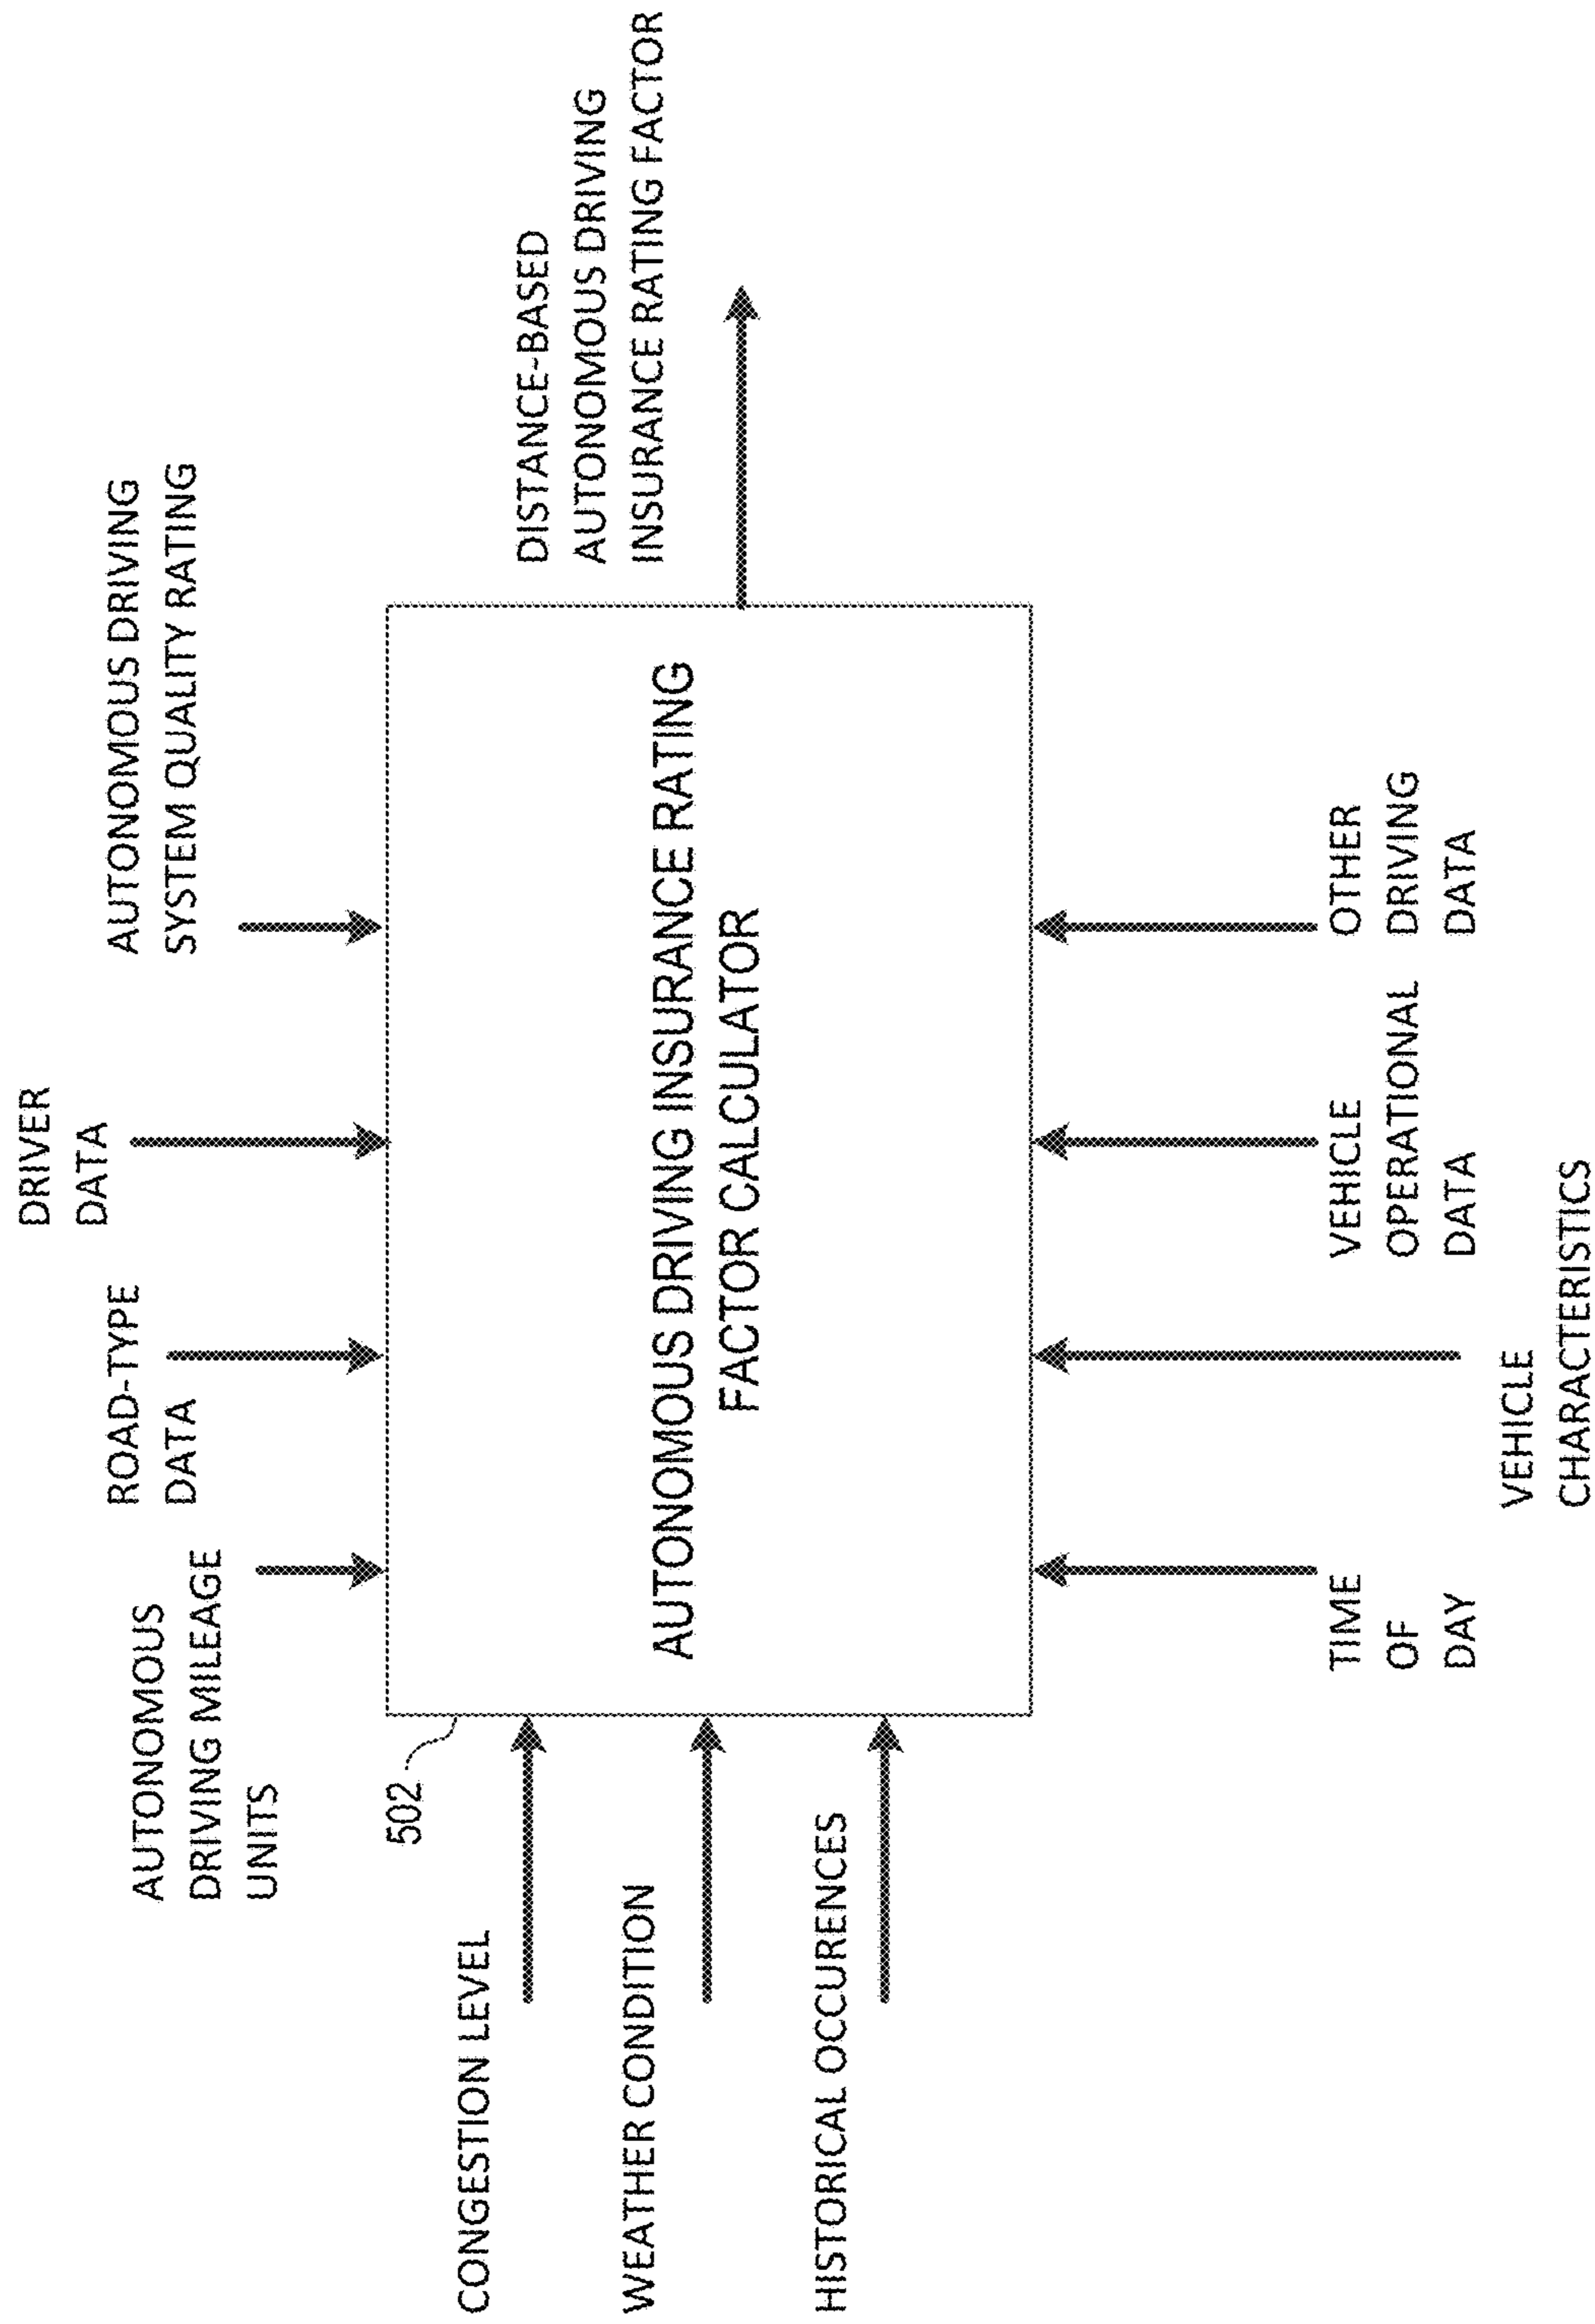 DRIVER
DATA
AUTONOMOUS
DRIVING MILEAGE
UNITS
ROAD-TYPE
DATA
AUTONOMOUS DRIVING
SYSTEM QUALITY RATING
502
CONGESTION LEVEL
WEATHER CONDITION
HISTORICAL OCCURENCES
AUTONOMOUS DRIVING INSURANCE RATING
FACTOR CALCULATOR
DISTANCE-BASED
AUTONOMOUS DRIVING
INSURANCE RATING FACTOR
TIME
OF
DAY
VEHICLE
CHARACTERISTICS
VEHICLE
OPERATIONAL
DATA
OTHER
DRIVING
DATA